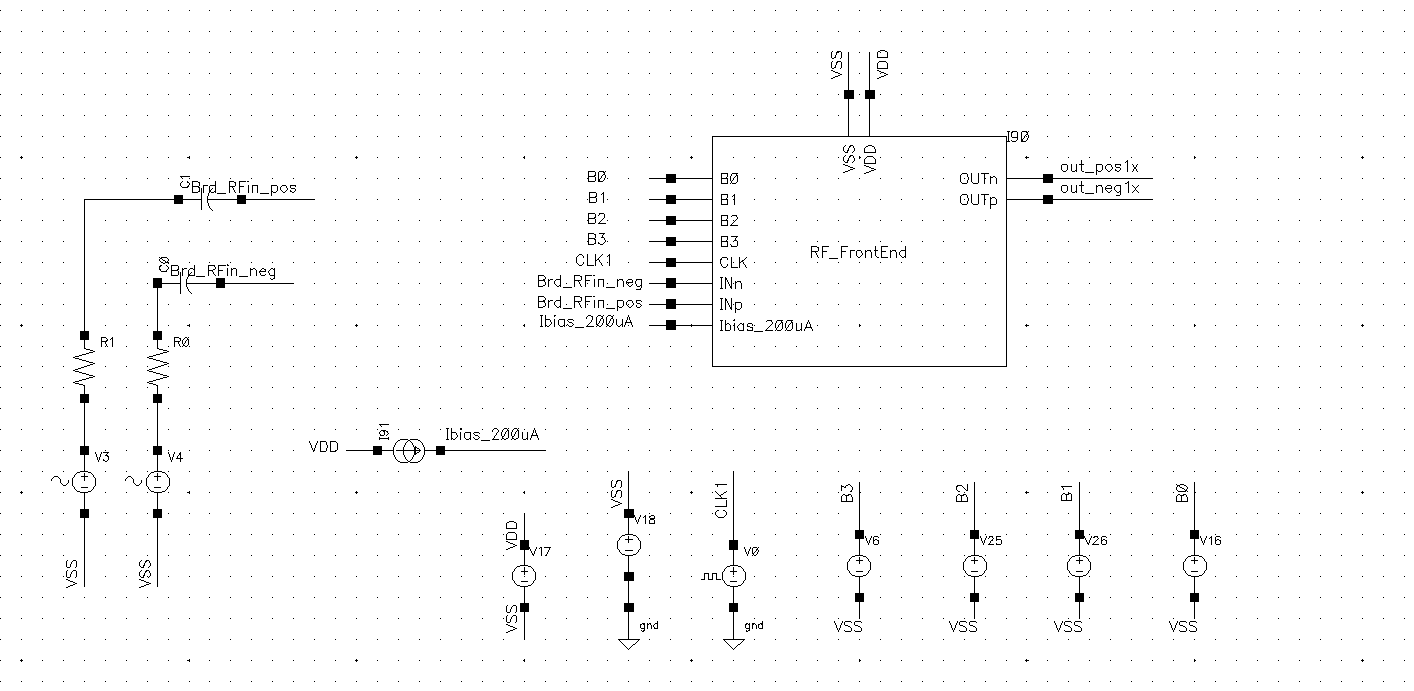 VSS
VDD
I90
VSS
VDD
B0
B0
OUTn
out_pos1x
B1
B1
OUTp
out_neg1x
B2
B2
B3
B3
RF_FrontEnd
CLK1
CLK
Brd_RFin_neg
INn
Brd_RFin_pos
INp
Ibias_200uA
Ibias_200uA
C1
Brd_RFin_pos
C0
Brd_RFin_neg
R1
R0
V3
V4
VSS
VSS
VDD
I91
Ibias_200uA
VDD
V17
VSS
VSS
V18
gnd
CLK1
V0
gnd
B3
V6
VSS
B2
V25
VSS
B1
V26
VSS
B0
V16
VSS